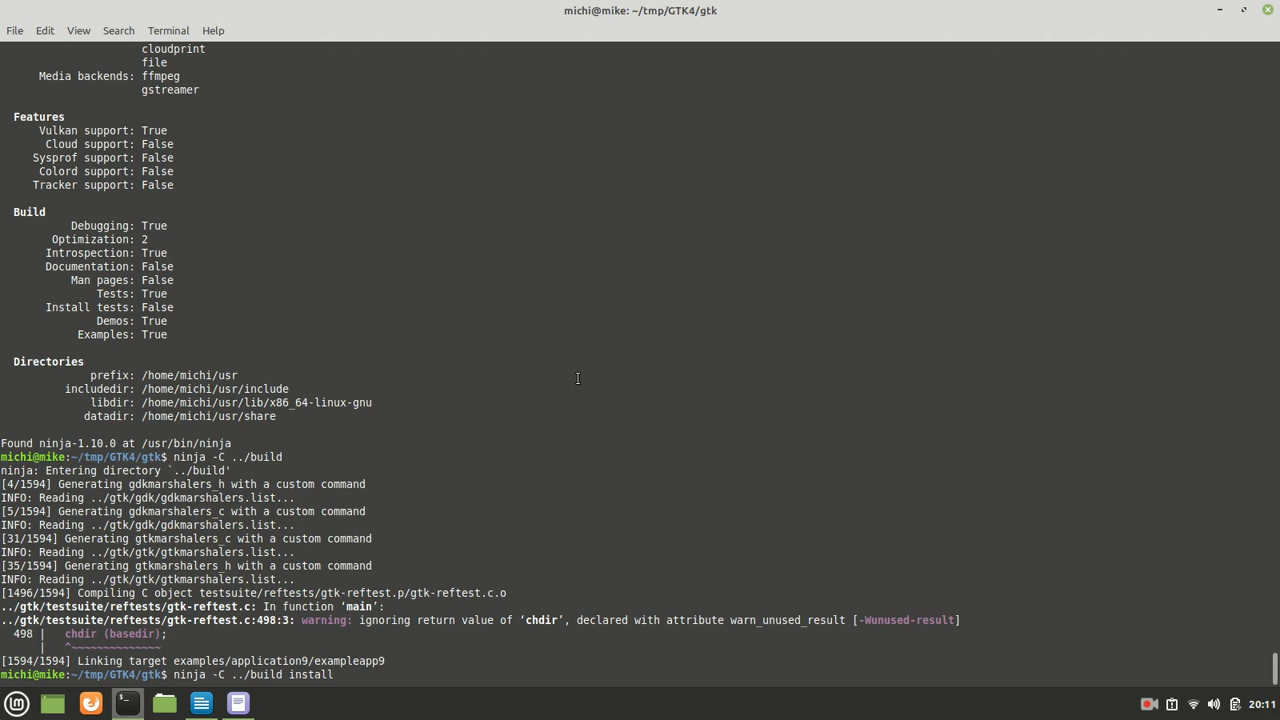 michi@mike: ~/tmp/GTK4/gtk
File Edit View Search Terminal Help
cloudprint
file
Media backends: ffmpeg
gstreamer
Features
Vulkan support: True
Cloud support: False
Sysprof support: False
Colord support: False
Tracker support: False
Build
Debugging: True
Optimization: 2
Introspection: True
Documentation: False
Man pages: False
Tests: True
Install tests: False
Demos: True
Examples: True
Directories
prefix: /home/michi/usr
includedir: /home/michi/usr/include
libdir: /home/michi/usr/lib/x86_64-linux-gnu
datadir: /home/michi/usr/share
Found ninja-1.10.0 at /usr/bin/ninja
michi@mike:~/tmp/GTK4/gtk$ ninja -C ../build
ninja: Entering directory `../build'
[4/1594] Generating gdkmarshalers_h with a custom command
INFO: Reading ../gtk/gdk/gdkmarshalers.list...
[5/1594] Generating gdkmarshalers_c with a custom command
INFO: Reading ../gtk/gdk/gdkmarshalers.list...
[31/1594] Generating gtkmarshalers_c with a custom command
INFO: Reading ../gtk/gtk/gtkmarshalers.list...
[35/1594] Generating gtkmarshalers_h with a custom command
INFO: Reading ../gtk/gtk/gtkmarshalers.list...
[1496/1594] Compiling C object testsuite/reftests/gtk-reftest.p/gtk-reftest.c.o
../gtk/testsuite/reftests/gtk-reftest.c: In function ‘main’:
../gtk/testsuite/reftests/gtk-reftest.c:498:3: warning: ignoring return value of ‘chdir’, declared with attribute warn_unused_result [-Wunused-result]
498 | chdir (basedir);
| ^~~~~~~~~~~~~~~
[1594/1594] Linking target examples/application9/exampleapp9
michi@mike:~/tmp/GTK4/gtk$ ninja -C ../build install
20:11